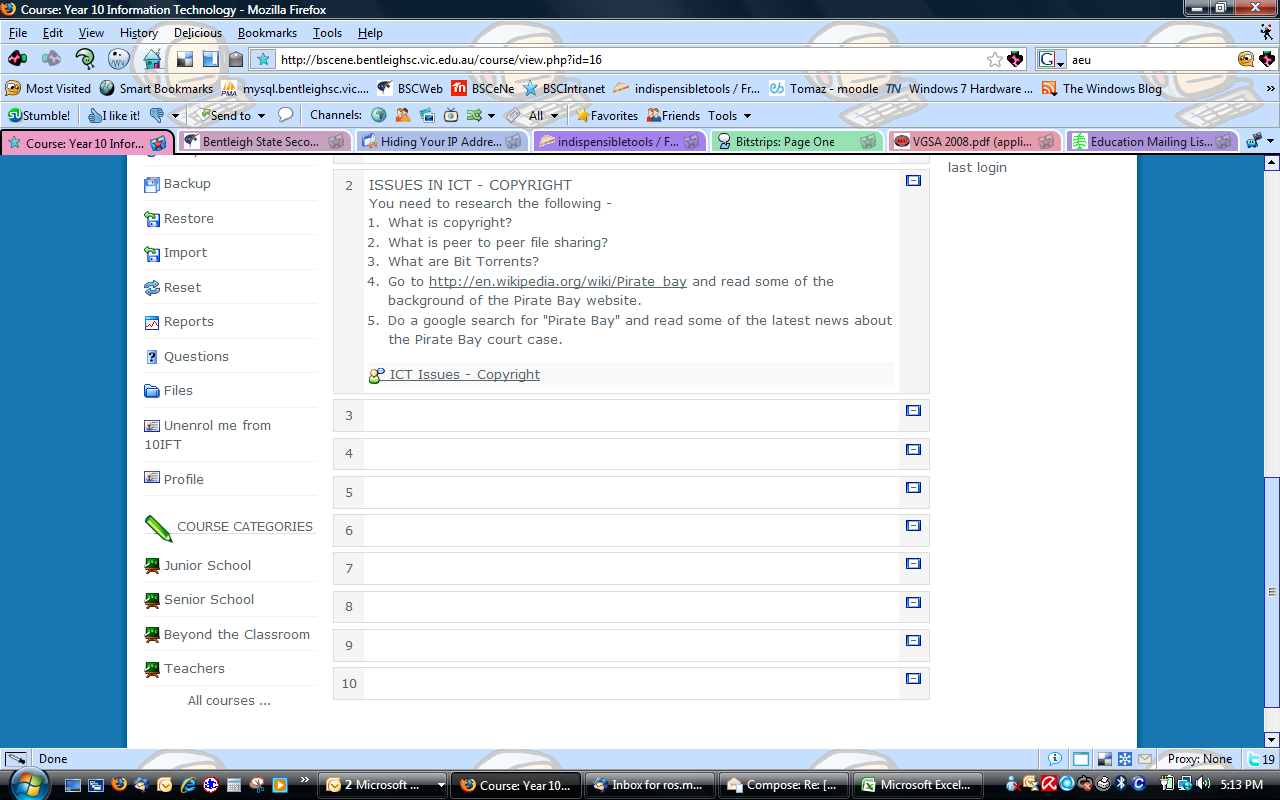 Course: Year 10 Information Technology - Mozilla Firefox
File Edit View History Delicious Bookmarks Tools Help
http://bscene.bentleighsc.vic.edu.au/course/view.php?id=16
G aeu
Most Visited Smart Bookmarks mysql.bentleighsc.vic.... BSCWeb BSCeNe BSCIntranet indispensibletools / Fr... Tomaz - moodle Windows 7 Hardware ... The Windows Blog »
StumbleUpon Stumble! I like it! Send to Channels: All Favorites Friends Tools
Course: Year 10 Infor... Bentleigh State Seco... Hiding Your IP Addre... indispensibletools / F... Bitstrips: Page One VGSA 2008.pdf (appli... Education Mailing Lis...
last login
Backup
Restore
Import
Reset
Reports
Questions
Files
Unenrol me from
10IFT
Profile
COURSE CATEGORIES
Junior School
Senior School
Beyond the Classroom
Teachers
All courses ...
2 ISSUES IN ICT - COPYRIGHT
You need to research the following -
1. What is copyright?
2. What is peer to peer file sharing?
3. What are Bit Torrents?
4. Go to http://en.wikipedia.org/wiki/Pirate_bay and read some of the
background of the Pirate Bay website.
5. Do a google search for "Pirate Bay" and read some of the latest news about
the Pirate Bay court case.
ICT Issues - Copyright
3
4
5
6
7
8
9
10
Done Proxy: None 19
» 2 Microsoft ... Course: Year 10... Inbox for ros.m... Compose: Re: [... Microsoft Excel... 5:13 PM